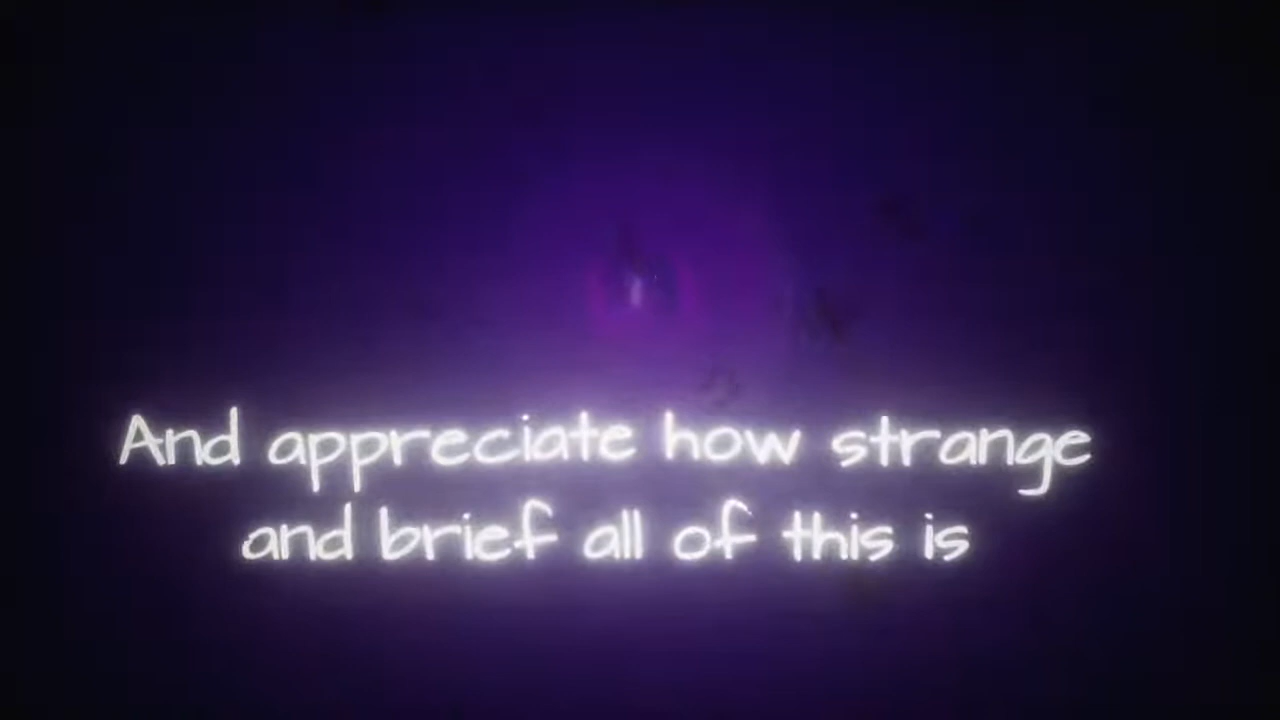 And appreciate how strange
and brief all of this is